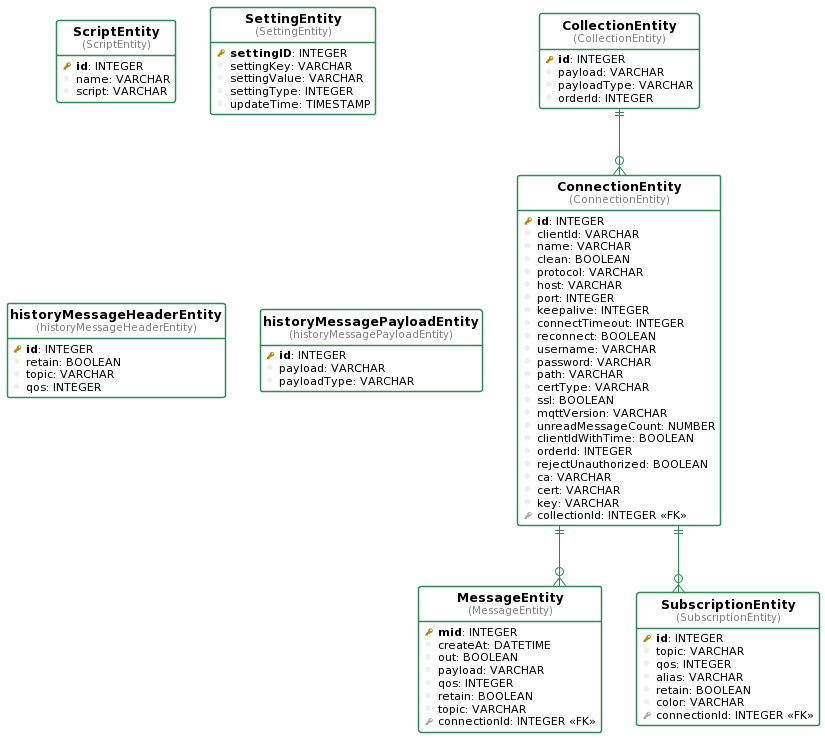 ScriptEntity
(ScriptEntity)
id: INTEGER
name: VARCHAR
script: VARCHAR
SettingEntity
(SettingEntity)
settingID: INTEGER
settingKey: VARCHAR
settingValue: VARCHAR
settingType: INTEGER
updateTime: TIMESTAMP
CollectionEntity
(CollectionEntity)
id: INTEGER
payload: VARCHAR
payloadType: VARCHAR
orderId: INTEGER
historyMessageHeaderEntity
(historyMessageHeaderEntity)
id: INTEGER
retain: BOOLEAN
topic: VARCHAR
qos: INTEGER
historyMessagePayloadEntity
(historyMessagePayloadEntity)
id: INTEGER
payload: VARCHAR
payloadType: VARCHAR
ConnectionEntity
(ConnectionEntity)
id: INTEGER
clientId: VARCHAR
name: VARCHAR
clean: BOOLEAN
protocol: VARCHAR
host: VARCHAR
port: INTEGER
keepalive: INTEGER
connectTimeout: INTEGER
reconnect: BOOLEAN
username: VARCHAR
password: VARCHAR
path: VARCHAR
certType: VARCHAR
ssl: BOOLEAN
mqttVersion: VARCHAR
unreadMessageCount: NUMBER
clientIdWithTime: BOOLEAN
orderId: INTEGER
rejectUnauthorized: BOOLEAN
ca: VARCHAR
cert: VARCHAR
key: VARCHAR
collectionId: INTEGER «FK»
MessageEntity
(MessageEntity)
mid: INTEGER
createAt: DATETIME
out: BOOLEAN
payload: VARCHAR
qos: INTEGER
retain: BOOLEAN
topic: VARCHAR
connectionId: INTEGER «FK»
SubscriptionEntity
(SubscriptionEntity)
id: INTEGER
topic: VARCHAR
qos: INTEGER
alias: VARCHAR
retain: BOOLEAN
color: VARCHAR
connectionId: INTEGER «FK»